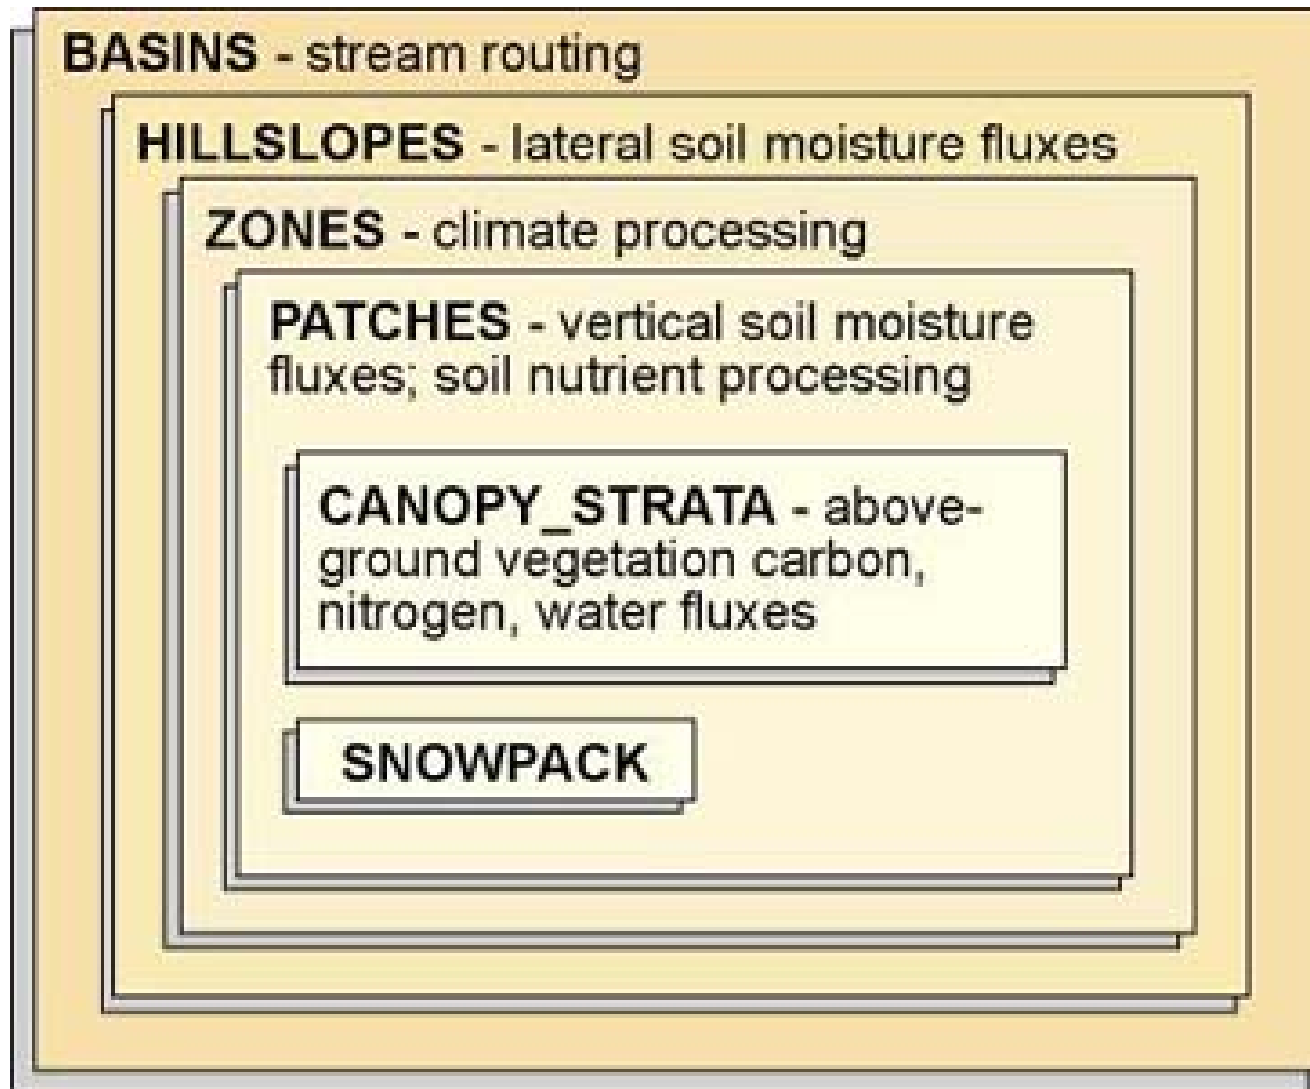 BASINS - stream routing
HILLSLOPES - lateral soil moisture fluxes
ZONES - climate processing
PATCHES - vertical soil moisture
fluxes; soil nutrient processing
CANOPY_STRATA - above-
ground vegetation carbon,
nitrogen, water fluxes
SNOWPACK